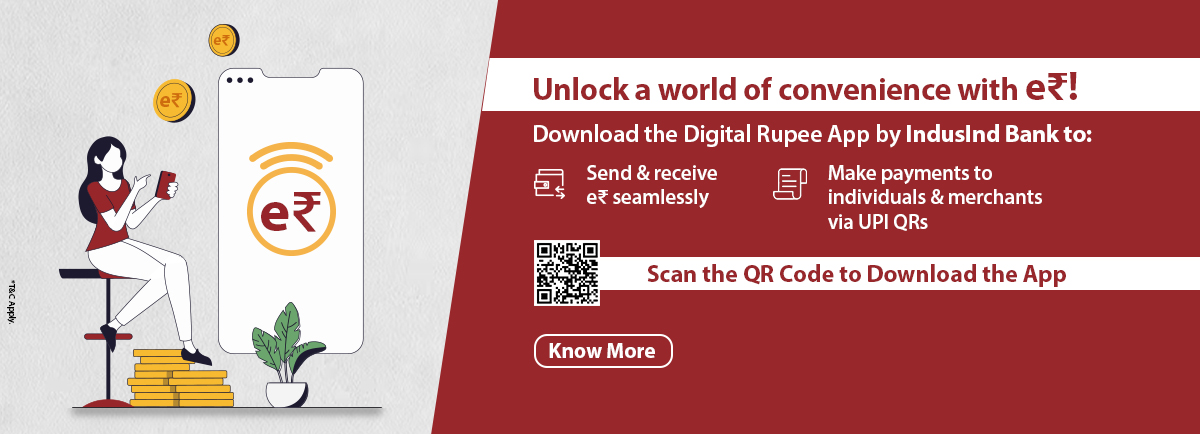 e₹
e₹
e₹
*T&C Apply.
Unlock a world of convenience with e₹!
Download the Digital Rupee App by IndusInd Bank to:
Send & receive
e₹ seamlessly
Make payments to
individuals & merchants
via UPI QRs
Scan the QR Code to Download the App
Know More